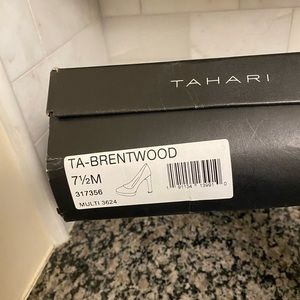 TAHARI
TA-BRENTWOOD
7½M
317356
MULTI 3624